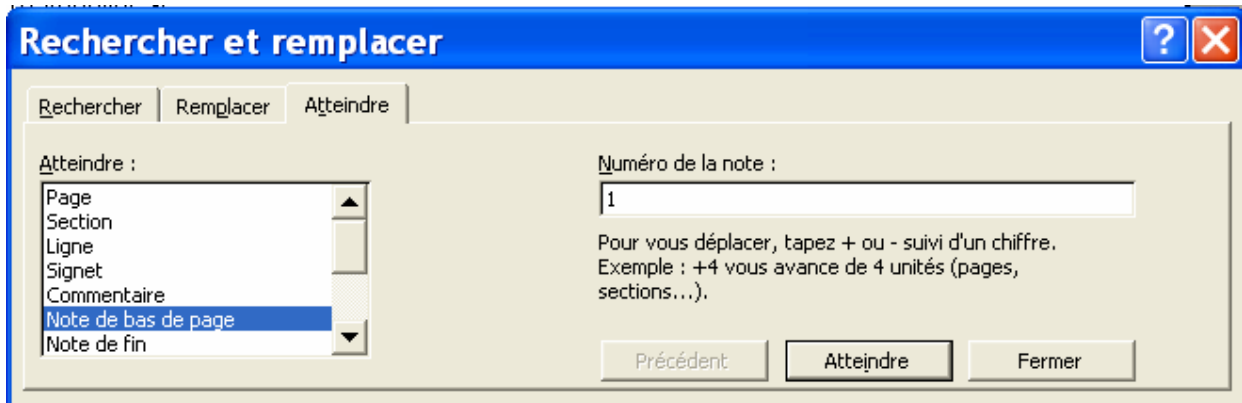 Rechercher et remplacer
Rechercher Remplacer Atteindre
Atteindre :
Page
Section
Ligne
Signet
Commentaire
Note de bas de page
Note de fin
Numéro de la note :
1
Pour vous déplacer, tapez + ou - suivi d'un chiffre.
Exemple : +4 vous avance de 4 unités (pages,
sections...).
Précédent Atteindre Fermer